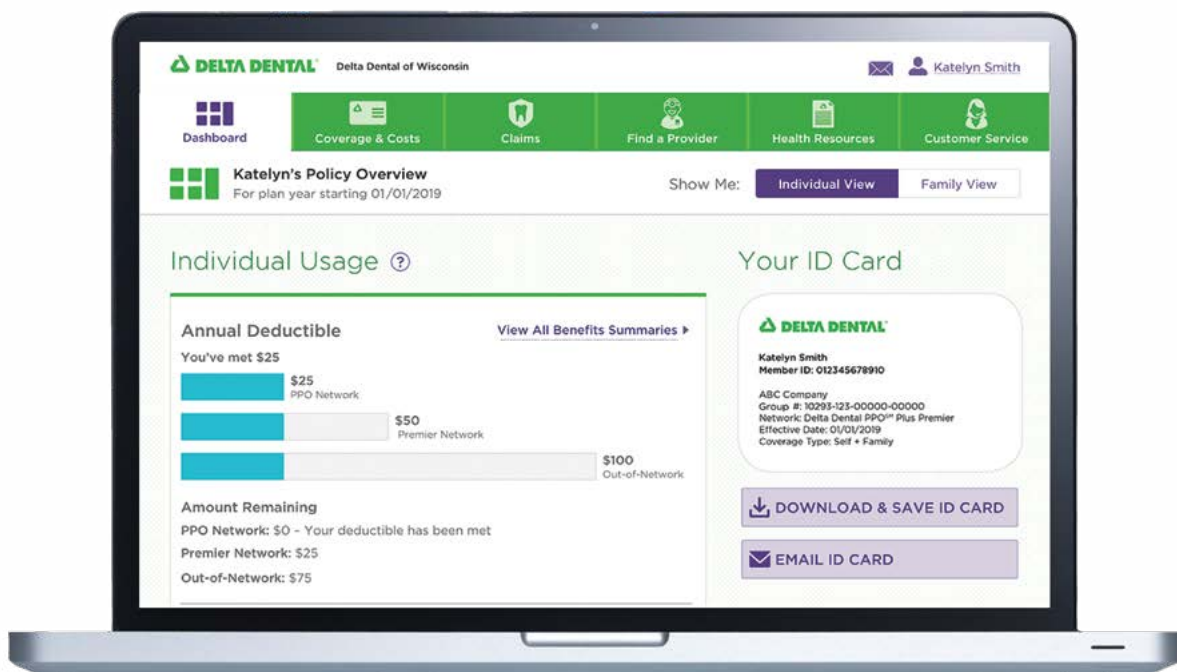 DELTA DENTAL® Delta Dental of Wisconsin
Katelyn Smith
Dashboard
Coverage & Costs
Claims
Find a Provider
Health Resources
Customer Service
Katelyn's Policy Overview
For plan year starting 01/01/2019
Show Me:
Individual View
Family View
Individual Usage ?
Annual Deductible
View All Benefits Summaries
You've met $25
$25
PPO Network
$50
Premier Network
$100
Out-of-Network
Amount Remaining
PPO Network: $0 - Your deductible has been met
Premier Network: $25
Out-of-Network: $75
Your ID Card
DELTA DENTAL®
Katelyn Smith
Member ID: 012345678910
ABC Company
Group #: 10293-123-00000-00000
Network: Delta Dental PPO℠ Plus Premier
Effective Date: 01/01/2019
Coverage Type: Self + Family
DOWNLOAD & SAVE ID CARD
EMAIL ID CARD